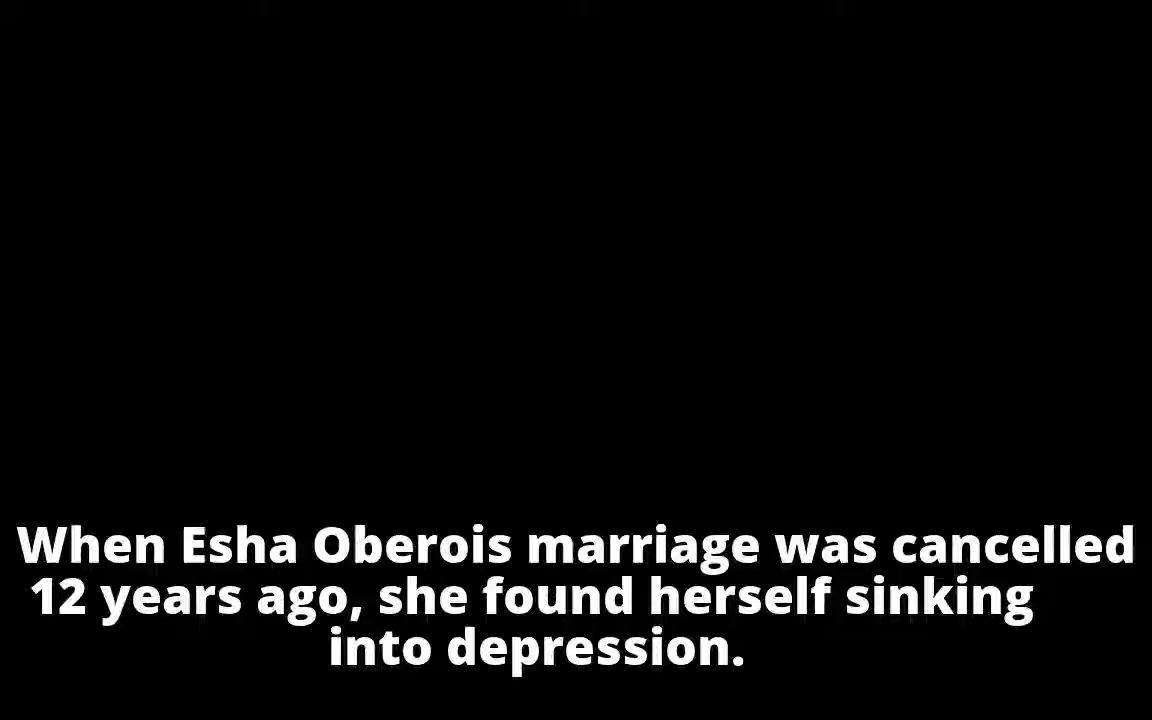 When Esha Oberois marriage was cancelled
12 years ago, she found herself sinking
into depression.